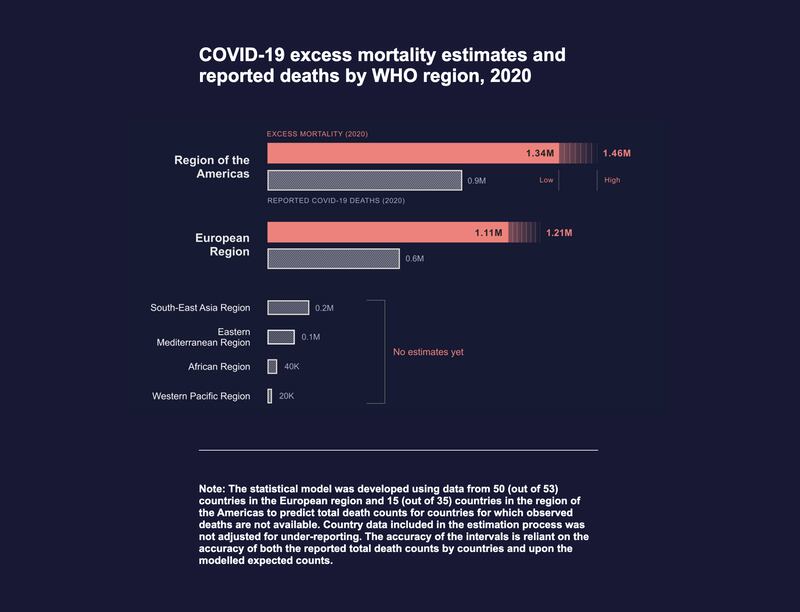 COVID-19 excess mortality estimates and
reported deaths by WHO region, 2020
EXCESS MORTALITY (2020)
Region of the
Americas
1.34M
1.46M
0.9M
Low
High
REPORTED COVID-19 DEATHS (2020)
European
Region
1.11M
1.21M
0.6M
South-East Asia Region
0.2M
Eastern
Mediterranean Region
0.1M
No estimates yet
African Region
40K
Western Pacific Region
20K
Note: The statistical model was developed using data from 50 (out of 53)
countries in the European region and 15 (out of 35) countries in the region of
the Americas to predict total death counts for countries for which observed
deaths are not available. Country data included in the estimation process was
not adjusted for under-reporting. The accuracy of the intervals is reliant on the
accuracy of both the reported total death counts by countries and upon the
modelled expected counts.